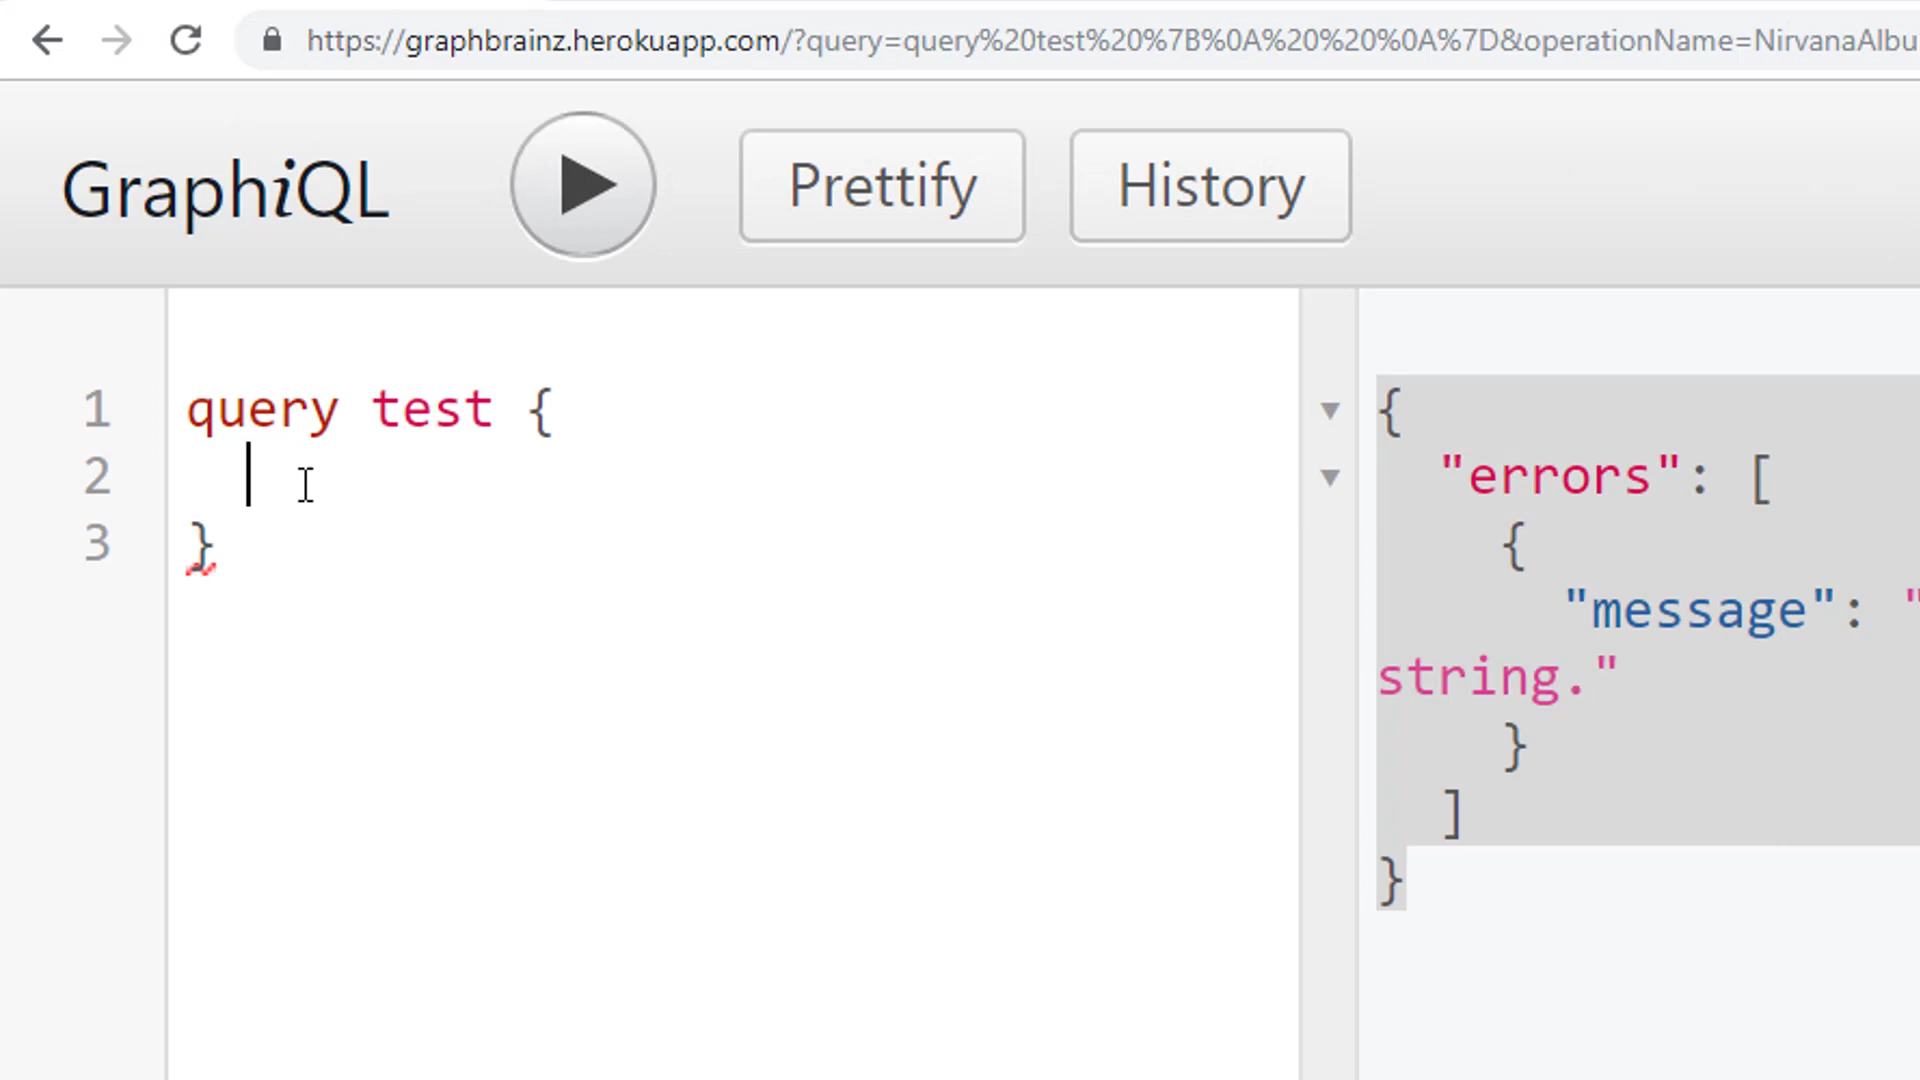 https://graphbrainz.herokuapp.com/?query=query%20test%20%7B%0A%20%20%0A%7D&operationName=NirvanaAlbu
GraphiQL
Prettify
History
1 query test {
2
3 }
{
"errors": [
{
"message": "
string."
}
]
}